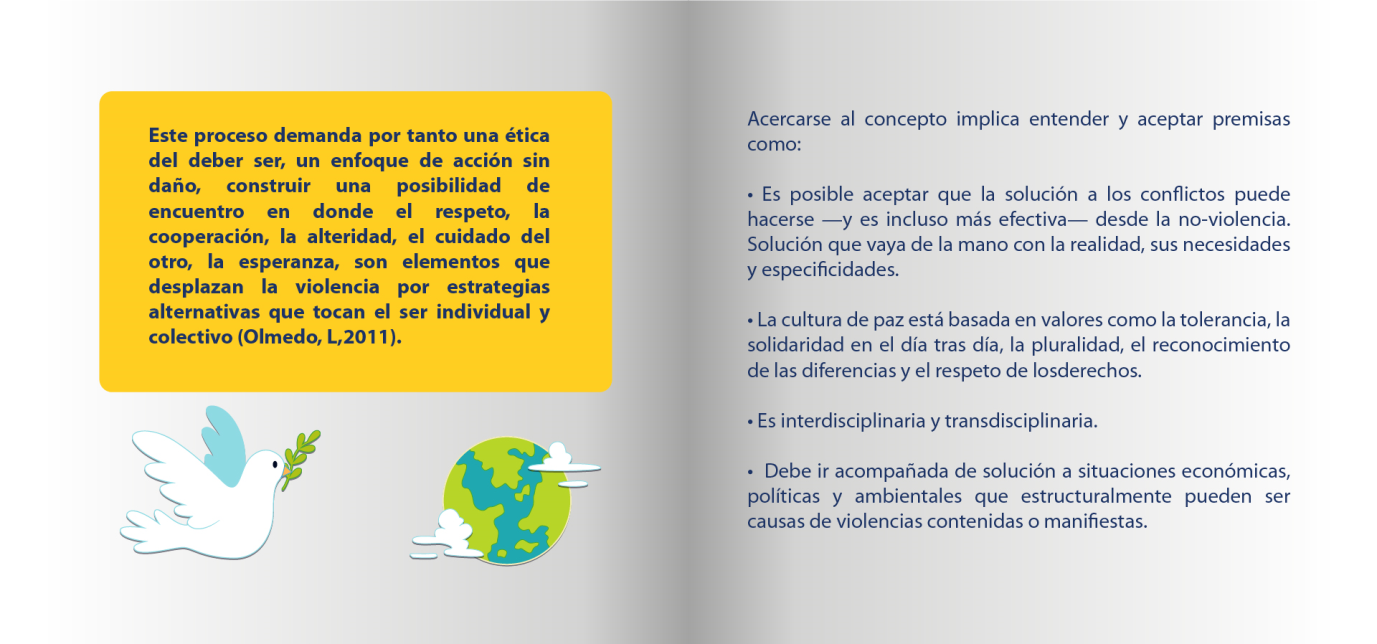 Este proceso demanda por tanto una ética
del deber ser, un enfoque de acción sin
daño, construir una posibilidad de
encuentro en donde el respeto, la
cooperación, la alteridad, el cuidado del
otro, la esperanza, son elementos que
desplazan la violencia por estrategias
alternativas que tocan el ser individual y
colectivo (Olmedo, L,2011).
Acercarse al concepto implica entender y aceptar premisas
como:
• Es posible aceptar que la solución a los conflictos puede
hacerse —y es incluso más efectiva— desde la no-violencia.
Solución que vaya de la mano con la realidad, sus necesidades
y especificidades.
• La cultura de paz está basada en valores como la tolerancia, la
solidaridad en el día tras día, la pluralidad, el reconocimiento
de las diferencias y el respeto de losderechos.
• Es interdisciplinaria y transdisciplinaria.
• Debe ir acompañada de solución a situaciones económicas,
políticas y ambientales que estructuralmente pueden ser
causas de violencias contenidas o manifiestas.